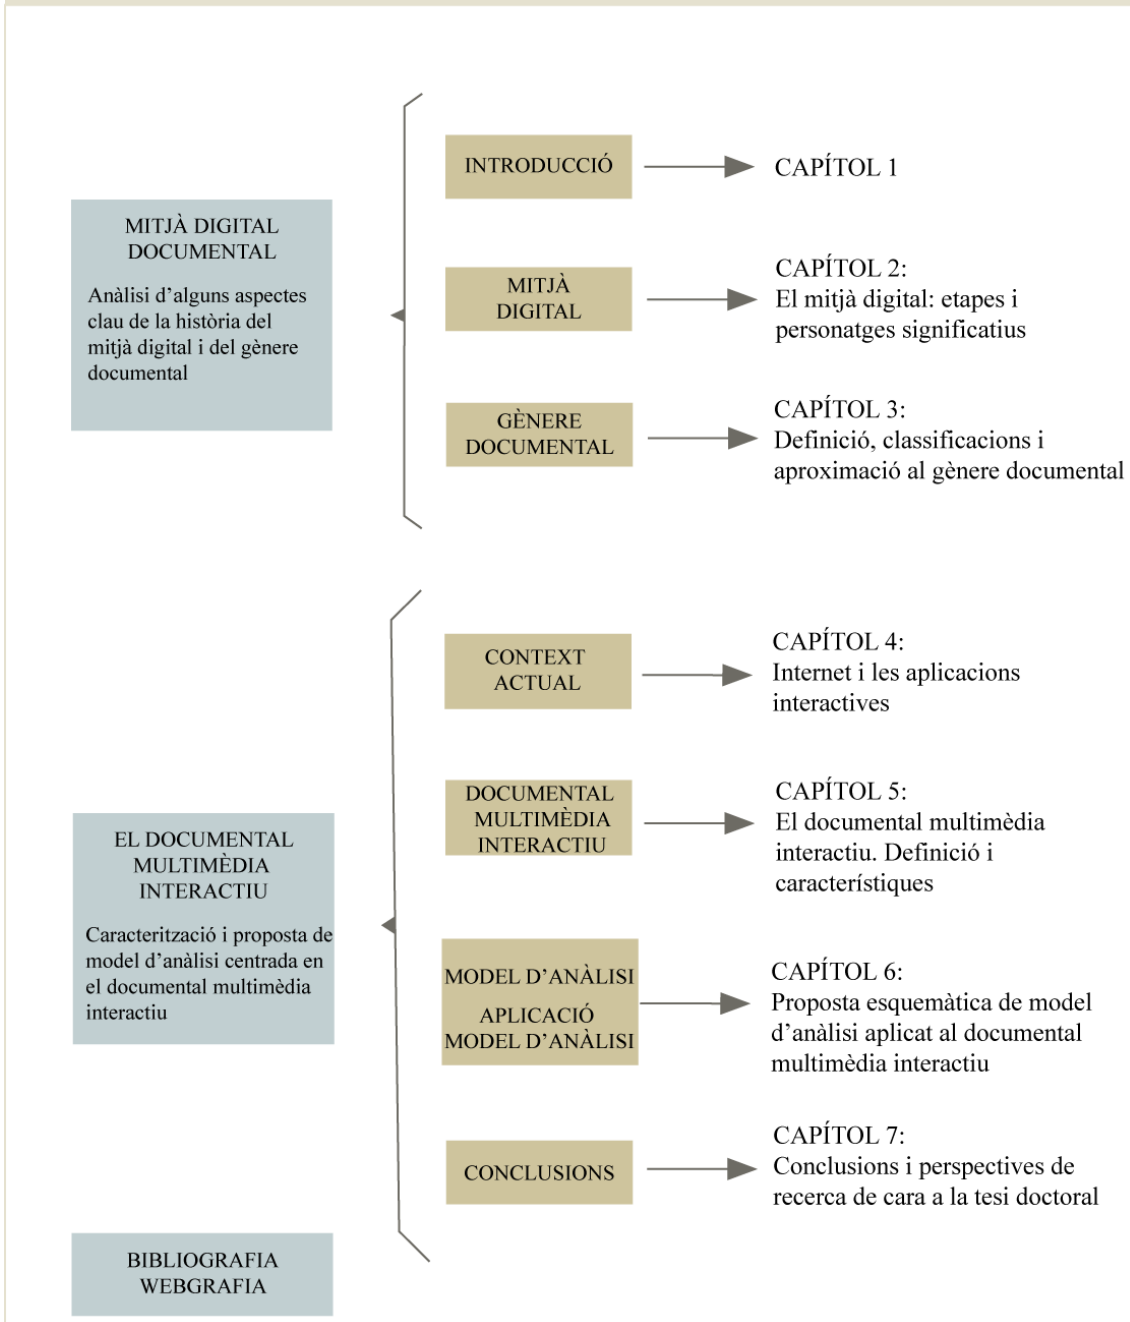 MITJÀ DIGITAL
DOCUMENTAL
Anàlisi d’alguns aspectes
clau de la història del
mitjà digital i del gènere
documental
INTRODUCCIÓ
CAPÍTOL 1
MITJÀ
DIGITAL
CAPÍTOL 2:
El mitjà digital: etapes i
personatges significatius
GÈNERE
DOCUMENTAL
CAPÍTOL 3:
Definició, classificacions i
aproximació al gènere documental
EL DOCUMENTAL
MULTIMÈDIA
INTERACTIU
Caracterització i proposta de
model d’anàlisi centrada en
el documental multimèdia
interactiu
CONTEXT
ACTUAL
CAPÍTOL 4:
Internet i les aplicacions
interactives
DOCUMENTAL
MULTIMÈDIA
INTERACTIU
CAPÍTOL 5:
El documental multimèdia
interactiu. Definició i
característiques
MODEL D’ANÀLISI
APLICACIÓ
MODEL D’ANÀLISI
CAPÍTOL 6:
Proposta esquemàtica de model
d’anàlisi aplicat al documental
multimèdia interactiu
CONCLUSIONS
CAPÍTOL 7:
Conclusions i perspectives de
recerca de cara a la tesi doctoral
BIBLIOGRAFIA
WEBGRAFIA